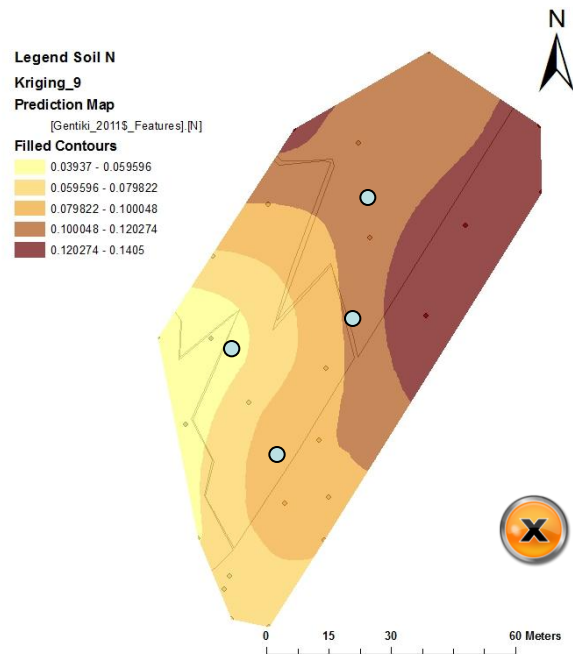 N
Legend Soil N
Kriging_9
Prediction Map
[Gentiki_2011$_Features].[N]
Filled Contours
0.03937 - 0.059596
0.059596 - 0.079822
0.079822 - 0.100048
0.100048 - 0.120274
0.120274 - 0.1405
X
0 15 30 60 Meters